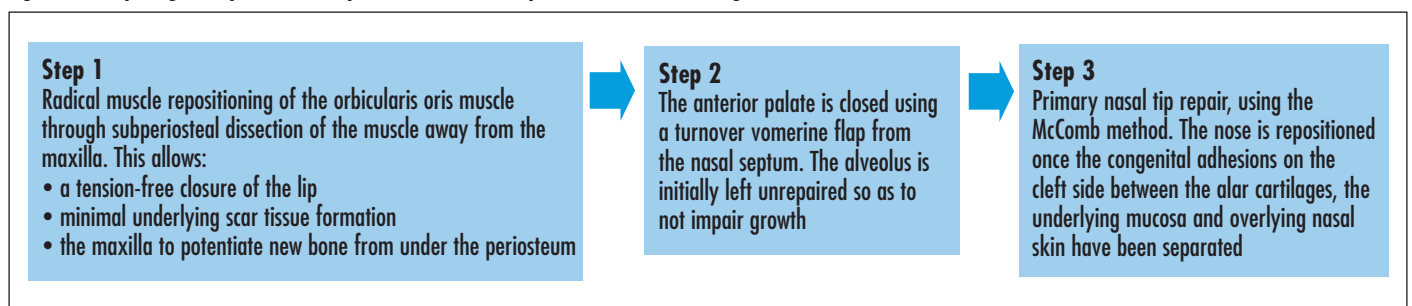 Step 1
Radical muscle repositioning of the orbicularis oris muscle
through subperiosteal dissection of the muscle away from the
maxilla. This allows:
• a tension-free closure of the lip
• minimal underlying scar tissue formation
• the maxilla to potentiate new bone from under the periosteum
Step 2
The anterior palate is closed using
a turnover vomerine flap from
the nasal septum. The alveolus is
initially left unrepaired so as to
not impair growth
Step 3
Primary nasal tip repair, using the
McComb method. The nose is repositioned
once the congenital adhesions on the
cleft side between the alar cartilages, the
underlying mucosa and overlying nasal
skin have been separated